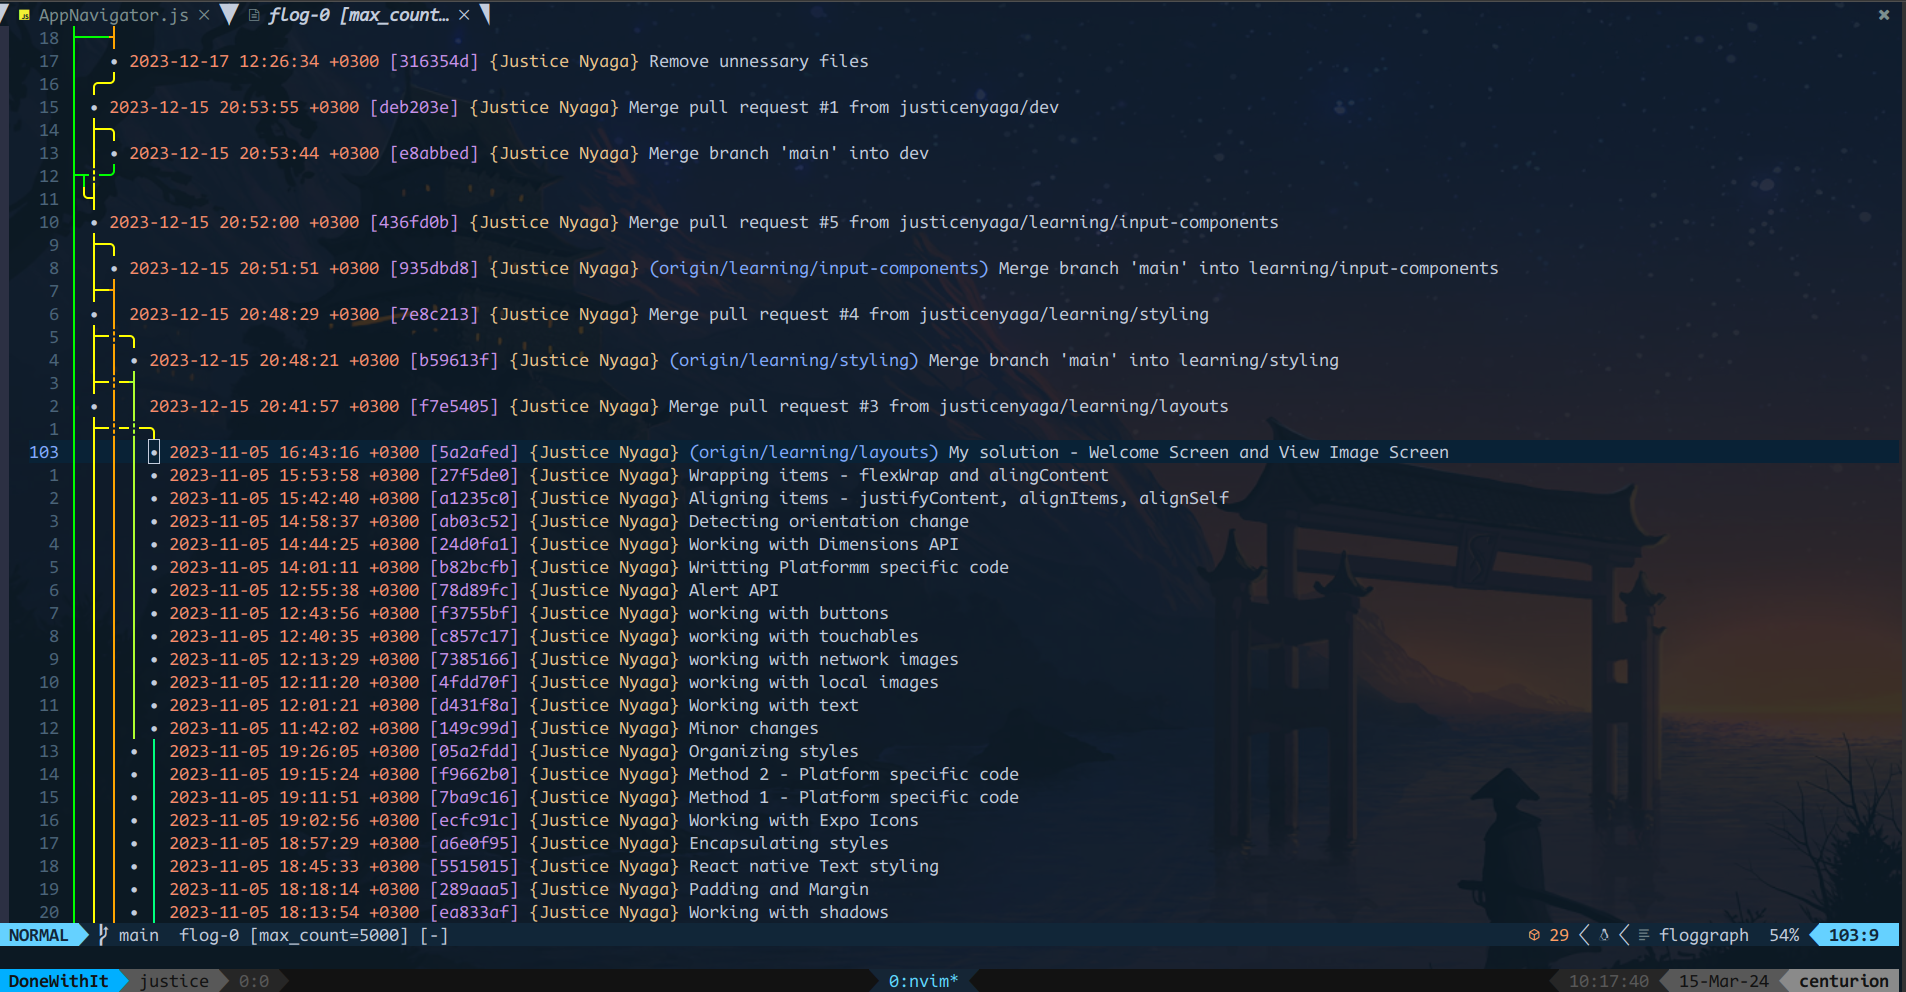 AppNavigator.js × flog-0 [max_count… ×
18
17 • 2023-12-17 12:26:34 +0300 [316354d] {Justice Nyaga} Remove unnessary files
16
15 • 2023-12-15 20:53:55 +0300 [deb203e] {Justice Nyaga} Merge pull request #1 from justicenyaga/dev
14
13 • 2023-12-15 20:53:44 +0300 [e8abbed] {Justice Nyaga} Merge branch 'main' into dev
12
11
10 • 2023-12-15 20:52:00 +0300 [436fd0b] {Justice Nyaga} Merge pull request #5 from justicenyaga/learning/input-components
9
8 • 2023-12-15 20:51:51 +0300 [935dbd8] {Justice Nyaga} (origin/learning/input-components) Merge branch 'main' into learning/input-components
7
6 • 2023-12-15 20:48:29 +0300 [7e8c213] {Justice Nyaga} Merge pull request #4 from justicenyaga/learning/styling
5
4 • 2023-12-15 20:48:21 +0300 [b59613f] {Justice Nyaga} (origin/learning/styling) Merge branch 'main' into learning/styling
3
2 • 2023-12-15 20:41:57 +0300 [f7e5405] {Justice Nyaga} Merge pull request #3 from justicenyaga/learning/layouts
1
103 • 2023-11-05 16:43:16 +0300 [5a2afed] {Justice Nyaga} (origin/learning/layouts) My solution - Welcome Screen and View Image Screen
1 • 2023-11-05 15:53:58 +0300 [27f5de0] {Justice Nyaga} Wrapping items - flexWrap and alingContent
2 • 2023-11-05 15:42:40 +0300 [a1235c0] {Justice Nyaga} Aligning items - justifyContent, alignItems, alignSelf
3 • 2023-11-05 14:58:37 +0300 [ab03c52] {Justice Nyaga} Detecting orientation change
4 • 2023-11-05 14:44:25 +0300 [24d0fa1] {Justice Nyaga} Working with Dimensions API
5 • 2023-11-05 14:01:11 +0300 [b82bcfb] {Justice Nyaga} Writting Platformm specific code
6 • 2023-11-05 12:55:38 +0300 [78d89fc] {Justice Nyaga} Alert API
7 • 2023-11-05 12:43:56 +0300 [f3755bf] {Justice Nyaga} working with buttons
8 • 2023-11-05 12:40:35 +0300 [c857c17] {Justice Nyaga} working with touchables
9 • 2023-11-05 12:13:29 +0300 [7385166] {Justice Nyaga} working with network images
10 • 2023-11-05 12:11:20 +0300 [4fdd70f] {Justice Nyaga} working with local images
11 • 2023-11-05 12:01:21 +0300 [d431f8a] {Justice Nyaga} Working with text
12 • 2023-11-05 11:42:02 +0300 [149c99d] {Justice Nyaga} Minor changes
13 • 2023-11-05 19:26:05 +0300 [05a2fdd] {Justice Nyaga} Organizing styles
14 • 2023-11-05 19:15:24 +0300 [f9662b0] {Justice Nyaga} Method 2 - Platform specific code
15 • 2023-11-05 19:11:51 +0300 [7ba9c16] {Justice Nyaga} Method 1 - Platform specific code
16 • 2023-11-05 19:02:56 +0300 [ecfc91c] {Justice Nyaga} Working with Expo Icons
17 • 2023-11-05 18:57:29 +0300 [a6e0f95] {Justice Nyaga} Encapsulating styles
18 • 2023-11-05 18:45:33 +0300 [5515015] {Justice Nyaga} React native Text styling
19 • 2023-11-05 18:18:14 +0300 [289aaa5] {Justice Nyaga} Padding and Margin
20 • 2023-11-05 18:13:54 +0300 [ea833af] {Justice Nyaga} Working with shadows
NORMAL main flog-0 [max_count=5000] [-] 29 floggraph 54% 103:9
DoneWithIt justice 0:0 0:nvim* 10:17:40 15-Mar-24 centurion